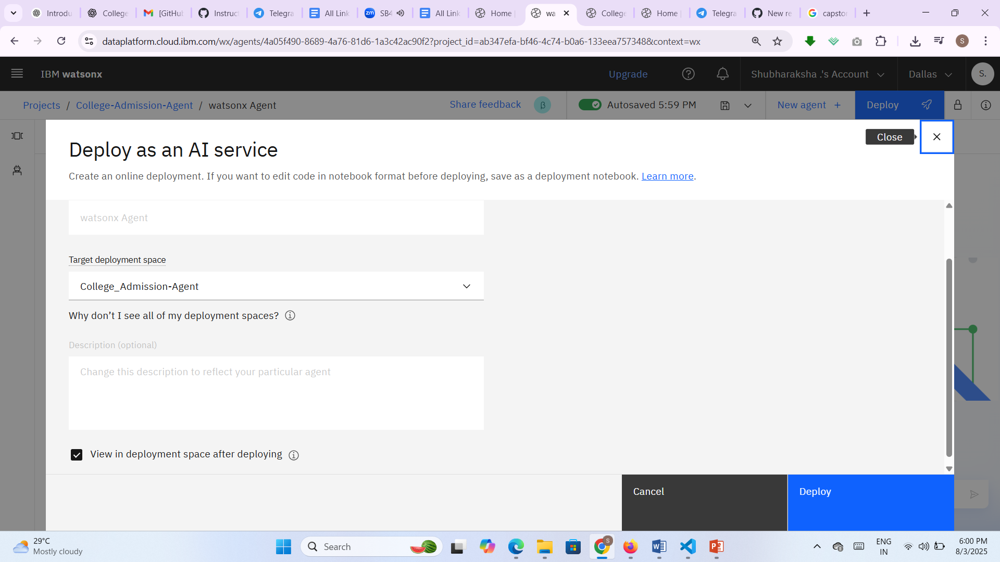 Introdu
College
[GitHub
Instruct
Telegra
All Link
SB4
All Link
Home |
wa
College
Home |
Telegra
New re
capstor
dataplatform.cloud.ibm.com/wx/agents/4a05f490-8689-4a76-81d6-1a3c42ac90f2?project_id=ab347efa-bf46-4c74-b0a6-133eea757348&context=wx
S
IBM watsonx
Upgrade
Shubharaksha .'s Account
Dallas
S.
Projects / College-Admission-Agent / watsonx Agent
Share feedback
β
Autosaved 5:59 PM
New agent +
Deploy
Deploy as an AI service
Close
Create an online deployment. If you want to edit code in notebook format before deploying, save as a deployment notebook. Learn more.
watsonx Agent
Target deployment space
College_Admission-Agent
Why don’t I see all of my deployment spaces?
Description (optional)
Change this description to reflect your particular agent
View in deployment space after deploying
Cancel
Deploy
29°C
Mostly cloudy
Search
S
ENG
IN
6:00 PM
8/3/2025